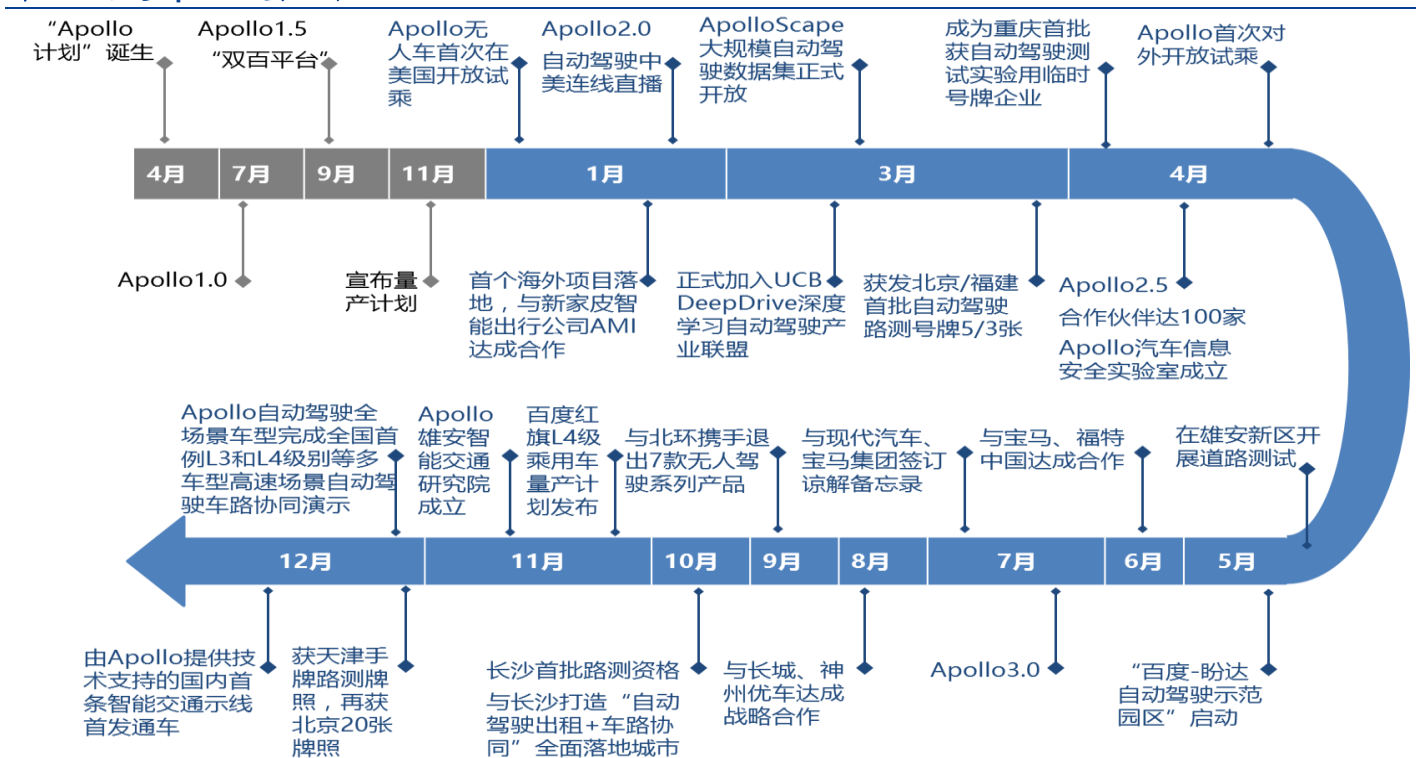 “Apollo
计划”诞生
Apollo1.5
“双百平台”
Apollo无
人车首次在
美国开放试
乘
Apollo2.0
自动驾驶中
美连线直播
ApolloScape
大规模自动驾
驶数据集正式
开放
成为重庆首批
获自动驾驶测
试实验用临时
号牌企业
Apollo首次对
外开放试乘
4月
7月
9月
11月
1月
3月
4月
Apollo1.0
宣布量
产计划
首个海外项目落
地，与新家皮智
能出行公司AMI
达成合作
正式加入UCB
DeepDrive深度
学习自动驾驶产
业联盟
获发北京/福建
首批自动驾驶
路测号牌5/3张
Apollo2.5
合作伙伴达100家
Apollo汽车信息
安全实验室成立
Apollo自动驾驶全
场景车型完成全国首
例L3和L4级别等多
车型高速场景自动驾
驶车路协同演示
Apollo
雄安智
能交通
研究院
成立
百度红
旗L4级
乘用车
量产计
划发布
与北环携手退
出7款无人驾
驶系列产品
与现代汽车、
宝马集团签订
谅解备忘录
与宝马、福特
中国达成合作
在雄安新区开
展道路测试
12月
11月
10月
9月
8月
7月
6月
5月
由Apollo提供技
术支持的国内首
条智能交通示线
首发通车
获天津手
牌路测牌
照，再获
北京20张
牌照
长沙首批路测资格
与长沙打造“自动
驾驶出租+车路协
同”全面落地城市
与长城、神
州优车达成
战略合作
Apollo3.0
“百度-盼达
自动驾驶示范
园区”启动